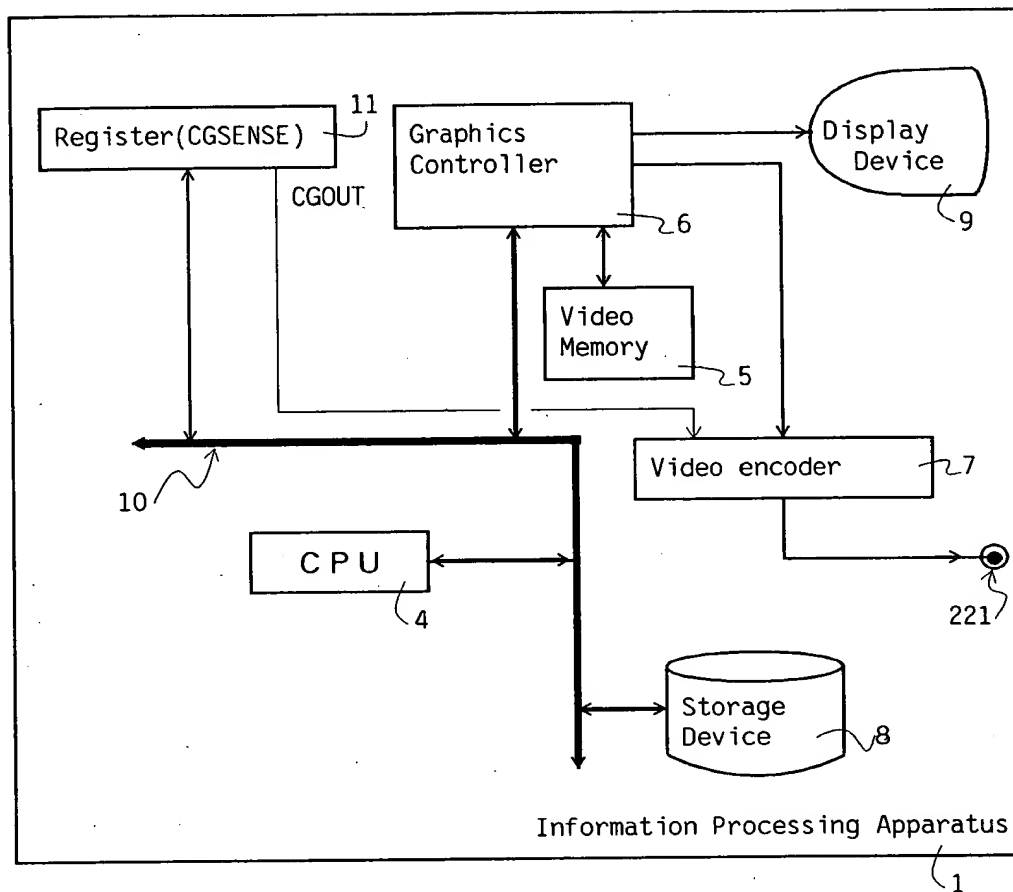 Register(CGSENSE)
11
CGOUT
Graphics
Controller
6
Display
Device
9
Video
Memory
5
10
Video encoder
7
CPU
4
221
Storage
Device
8
Information Processing Apparatus
1